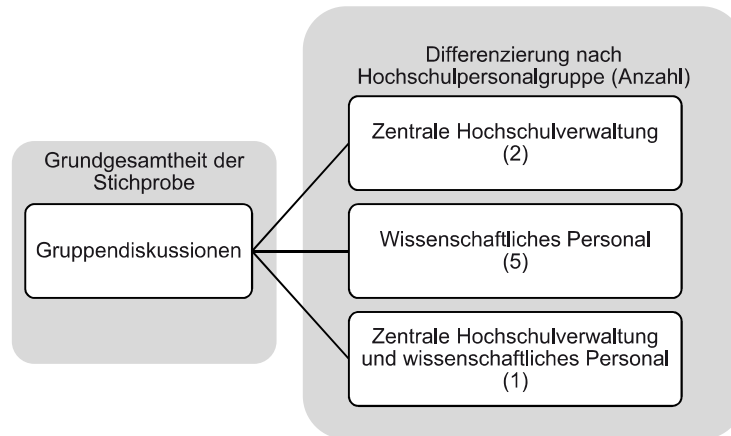 Grundgesamtheit der
Stichprobe
Gruppendiskussionen
Differenzierung nach
Hochschulpersonalgruppe (Anzahl)
Zentrale Hochschulverwaltung
(2)
Wissenschaftliches Personal
(5)
Zentrale Hochschulverwaltung
und wissenschaftliches Personal
(1)